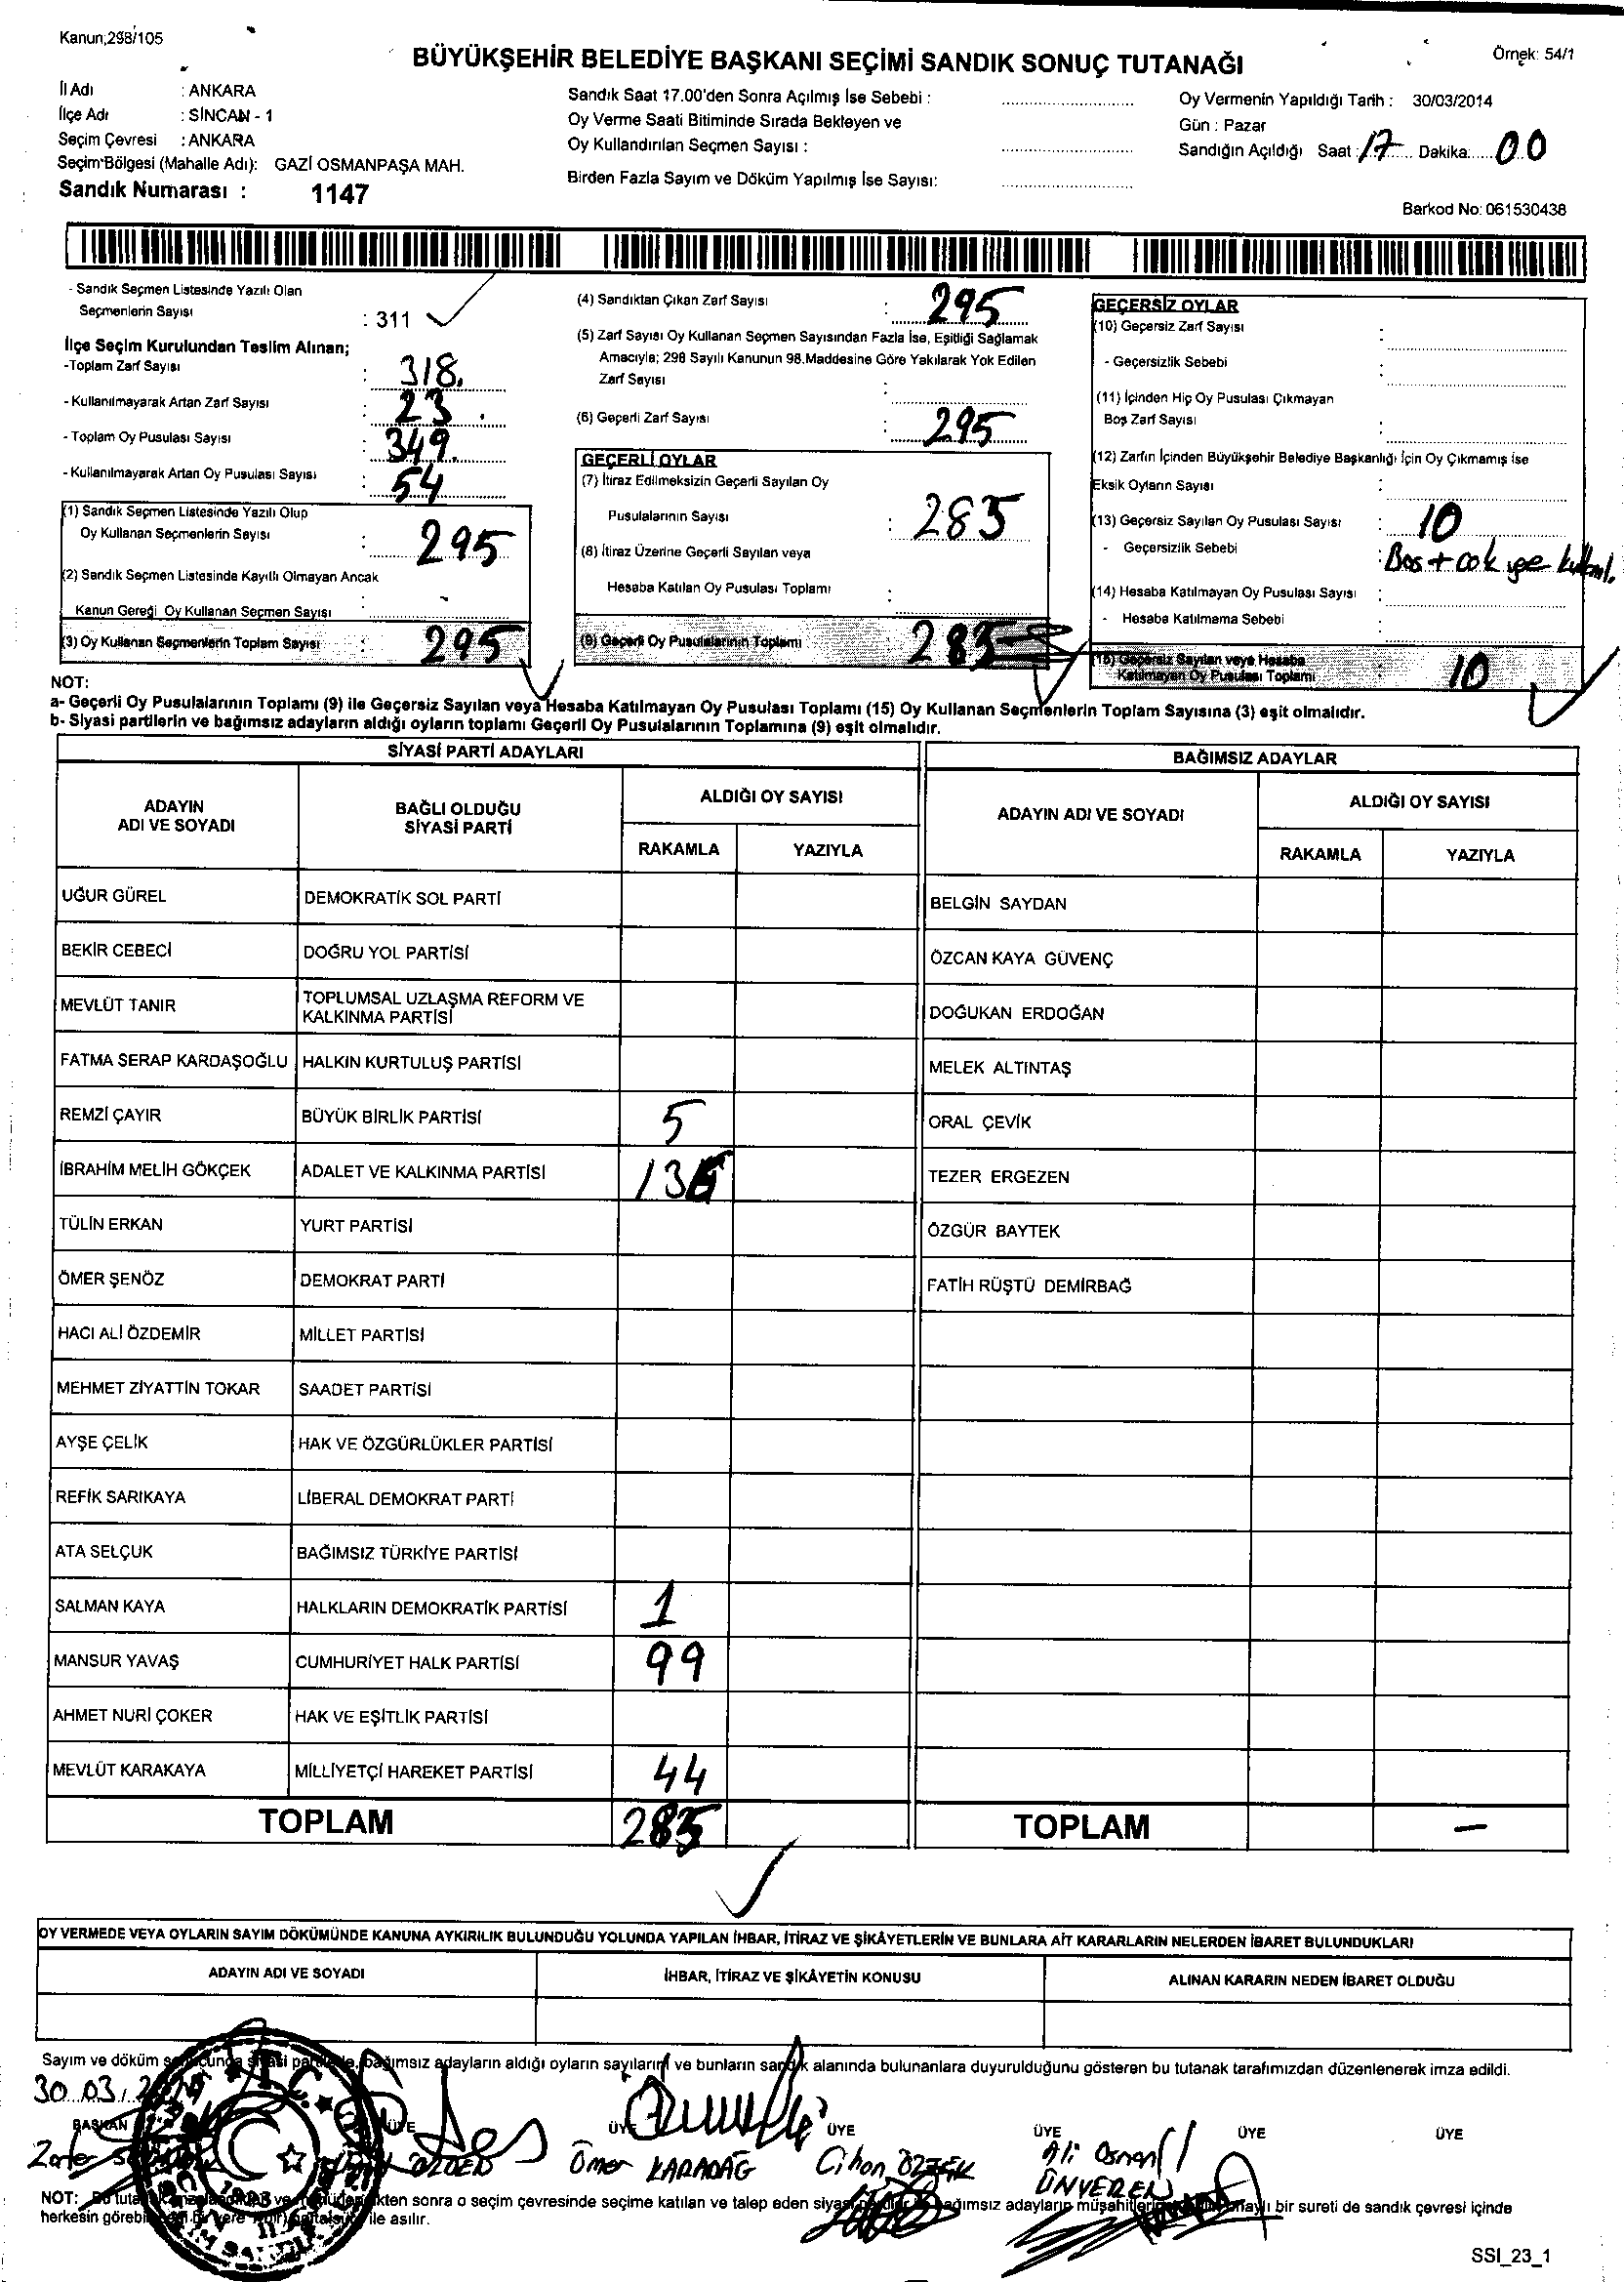 Kanun;298/105
BÜYÜKŞEHİR BELEDİYE BAŞKANI SEÇİMİ SANDIK SONUÇ TUTANAĞI
Örnek: 54/1
İl Adı : ANKARA
İlçe Adı : SİNCAN - 1
Seçim Çevresi : ANKARA
Seçim Bölgesi (Mahalle Adı): GAZİ OSMANPAŞA MAH.
Sandık Numarası : 1147
Sandık Saat 17.00'den Sonra Açılmış İse Sebebi :
Oy Verme Saati Bitiminde Sırada Bekleyen ve
Oy Kullandırılan Seçmen Sayısı :
Birden Fazla Sayım ve Döküm Yapılmış İse Sayısı:
Oy Vermenin Yapıldığı Tarih : 30/03/2014
Gün : Pazar
Sandığın Açıldığı Saat : 17 Dakika: 00
Barkod No: 061530438
- Sandık Seçmen Listesinde Yazılı Olan
Seçmenlerin Sayısı : 311
İlçe Seçim Kurulundan Teslim Alınan;
-Toplam Zarf Sayısı : 318
- Kullanılmayarak Artan Zarf Sayısı : 23
- Toplam Oy Pusulası Sayısı : 349
- Kullanılmayarak Artan Oy Pusulası Sayısı : 54
(1) Sandık Seçmen Listesinde Yazılı Olup
Oy Kullanan Seçmenlerin Sayısı : 295
(2) Sandık Seçmen Listesinde Kayıtlı Olmayan Ancak
Kanun Gereği Oy Kullanan Seçmen Sayısı : -
(3) Oy Kullanan Seçmenlerin Toplam Sayısı : 295
(4) Sandıktan Çıkan Zarf Sayısı : 295
(5) Zarf Sayısı Oy Kullanan Seçmen Sayısından Fazla İse, Eşitliği Sağlamak
Amacıyla; 298 Sayılı Kanunun 98.Maddesine Göre Yakılarak Yok Edilen
Zarf Sayısı :
(6) Geçerli Zarf Sayısı : 295
GEÇERLİ OYLAR
(7) İtiraz Edilmeksizin Geçerli Sayılan Oy
Pusulalarının Sayısı : 285
(8) İtiraz Üzerine Geçerli Sayılan veya
Hesaba Katılan Oy Pusulası Toplamı :
(9) Geçerli Oy Pusulalarının Toplamı 285
GEÇERSİZ OYLAR
(10) Geçersiz Zarf Sayısı :
- Geçersizlik Sebebi :
(11) İçinden Hiç Oy Pusulası Çıkmayan
Boş Zarf Sayısı :
(12) Zarfın İçinden Büyükşehir Belediye Başkanlığı İçin Oy Çıkmamış ise
Eksik Oyların Sayısı :
(13) Geçersiz Sayılan Oy Pusulası Sayısı : 10
- Geçersizlik Sebebi : Boş + çok
(14) Hesaba Katılmayan Oy Pusulası Sayısı :
- Hesaba Katılmama Sebebi :
(15) Geçersiz Sayılan veya Hesaba
Katılmayan Oy Pusulası Toplamı 10
NOT:
a- Geçerli Oy Pusulalarının Toplamı (9) ile Geçersiz Sayılan veya Hesaba Katılmayan Oy Pusulası Toplamı (15) Oy Kullanan Seçmenlerin Toplam Sayısına (3) eşit olmalıdır.
b- Siyasi partilerin ve bağımsız adayların aldığı oyların toplamı Geçerli Oy Pusulalarının Toplamına (9) eşit olmalıdır.
SİYASİ PARTİ ADAYLARI
ADAYIN ADI VE SOYADI
BAĞLI OLDUĞU SİYASİ PARTİ
ALDIĞI OY SAYISI
RAKAMLA YAZIYLA
UĞUR GÜREL DEMOKRATİK SOL PARTİ
BEKİR CEBECİ DOĞRU YOL PARTİSİ
MEVLÜT TANIR TOPLUMSAL UZLAŞMA REFORM VE KALKINMA PARTİSİ
FATMA SERAP KARDAŞOĞLU HALKIN KURTULUŞ PARTİSİ
REMZİ ÇAYIR BÜYÜK BİRLİK PARTİSİ 5
İBRAHİM MELİH GÖKÇEK ADALET VE KALKINMA PARTİSİ 136
TÜLİN ERKAN YURT PARTİSİ
ÖMER ŞENÖZ DEMOKRAT PARTİ
HACI ALİ ÖZDEMİR MİLLET PARTİSİ
MEHMET ZİYATTİN TOKAR SAADET PARTİSİ
AYŞE ÇELİK HAK VE ÖZGÜRLÜKLER PARTİSİ
REFİK SARIKAYA LİBERAL DEMOKRAT PARTİ
ATA SELÇUK BAĞIMSIZ TÜRKİYE PARTİSİ
SALMAN KAYA HALKLARIN DEMOKRATİK PARTİSİ 1
MANSUR YAVAŞ CUMHURİYET HALK PARTİSİ 99
AHMET NURİ ÇOKER HAK VE EŞİTLİK PARTİSİ
MEVLÜT KARAKAYA MİLLİYETÇİ HAREKET PARTİSİ 44
TOPLAM 285
BAĞIMSIZ ADAYLAR
ADAYIN ADI VE SOYADI
ALDIĞI OY SAYISI
RAKAMLA YAZIYLA
BELGİN SAYDAN
ÖZCAN KAYA GÜVENÇ
DOĞUKAN ERDOĞAN
MELEK ALTINTAŞ
ORAL ÇEVİK
TEZER ERGEZEN
ÖZGÜR BAYTEK
FATİH RÜŞTÜ DEMİRBAĞ
TOPLAM -
OY VERMEDE VEYA OYLARIN SAYIM DÖKÜMÜNDE KANUNA AYKIRILIK BULUNDUĞU YOLUNDA YAPILAN İHBAR, İTİRAZ VE ŞİKÂYETLERİN VE BUNLARA AİT KARARLARIN NELERDEN İBARET BULUNDUKLARI
ADAYIN ADI VE SOYADI
İHBAR, İTİRAZ VE ŞİKÂYETİN KONUSU
ALINAN KARARIN NEDEN İBARET OLDUĞU
Sayım ve döküm bağımsız adayların aldığı oyların sayılarını ve bunların sandık alanında bulunanlara duyurulduğunu gösteren bu tutanak tarafımızdan düzenlenerek imza edildi.
30.03.
BAŞKAN ÜYE ÜYE ÜYE ÜYE ÜYE ÜYE
Ömer KARADAĞ Cihan ÖZ Ali Osman
ÜNVEREN
NOT: sonra o seçim çevresinde seçime katılan ve talep eden bağımsız adayların bir sureti de sandık çevresi içinde
herkesin ile asılır.
SSI_23_1